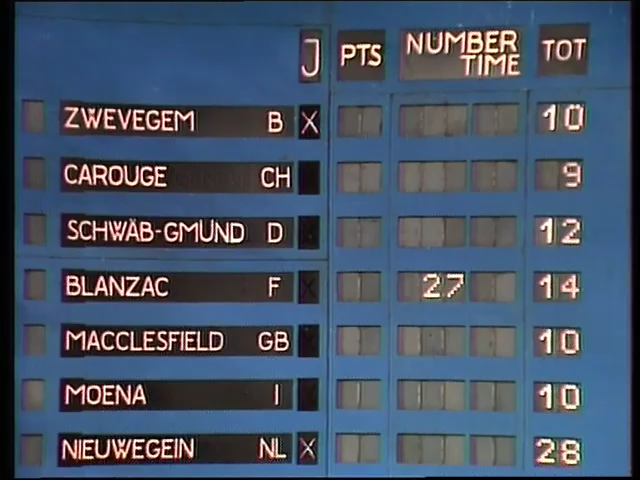 J PTS NUMBER TIME TOT
ZWEVEGEM B X 10
CAROUGE CH 9
SCHWÄB-GMÜND D 12
BLANZAC F 27 14
MACCLESFIELD GB 10
MOENA I 10
NIEUWEGEIN NL X 28